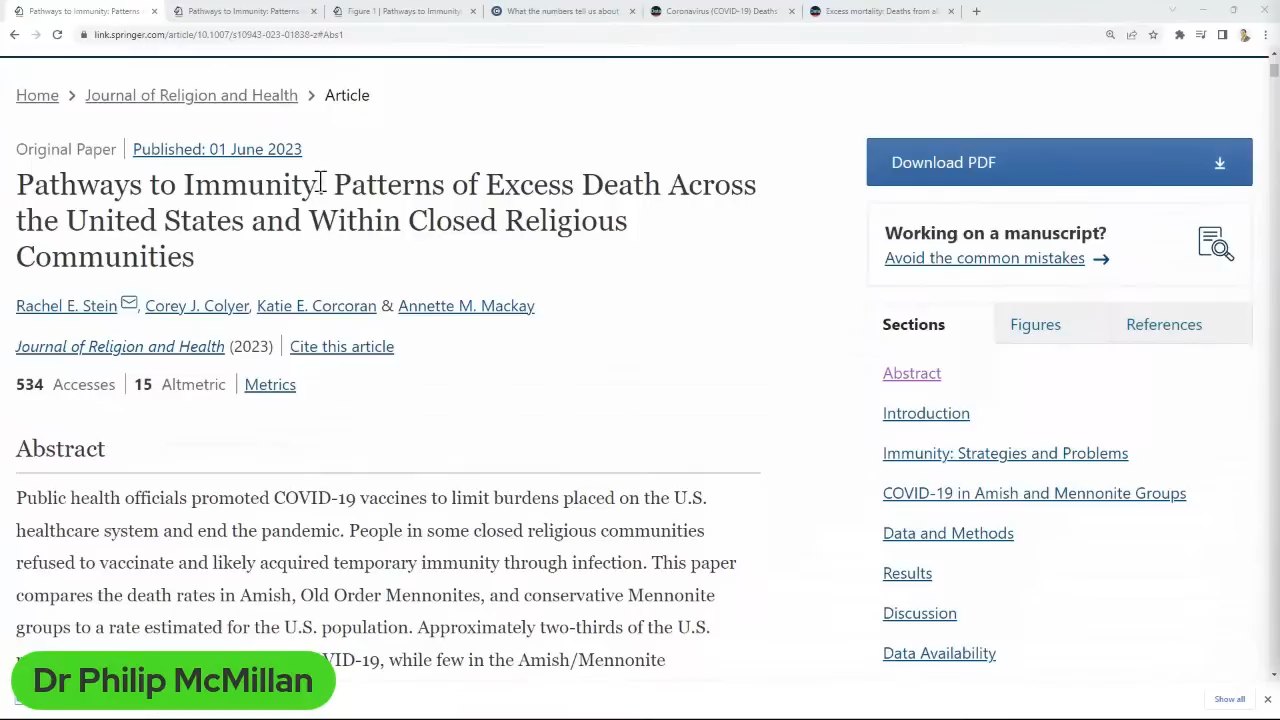 Pathways to Immunity: Patterns
Pathways to Immunity: Patterns
Figure 1 | Pathways to Immunity:
What the numbers tell us about
Coronavirus (COVID-19) Deaths
Excess mortality: Deaths from al
link.springer.com/article/10.1007/s10943-023-01838-z#Abs1
Home > Journal of Religion and Health > Article
Original Paper | Published: 01 June 2023
Pathways to Immunity: Patterns of Excess Death Across
the United States and Within Closed Religious
Communities
Rachel E. Stein, Corey J. Colyer, Katie E. Corcoran & Annette M. Mackay
Journal of Religion and Health (2023) | Cite this article
534 Accesses | 15 Altmetric | Metrics
Abstract
Public health officials promoted COVID-19 vaccines to limit burdens placed on the U.S.
healthcare system and end the pandemic. People in some closed religious communities
refused to vaccinate and likely acquired temporary immunity through infection. This paper
compares the death rates in Amish, Old Order Mennonites, and conservative Mennonite
groups to a rate estimated for the U.S. population. Approximately two-thirds of the U.S.
VID-19, while few in the Amish/Mennonite
Dr Philip McMillan
Download PDF
Working on a manuscript?
Avoid the common mistakes →
Sections
Figures
References
Abstract
Introduction
Immunity: Strategies and Problems
COVID-19 in Amish and Mennonite Groups
Data and Methods
Results
Discussion
Data Availability
Show all